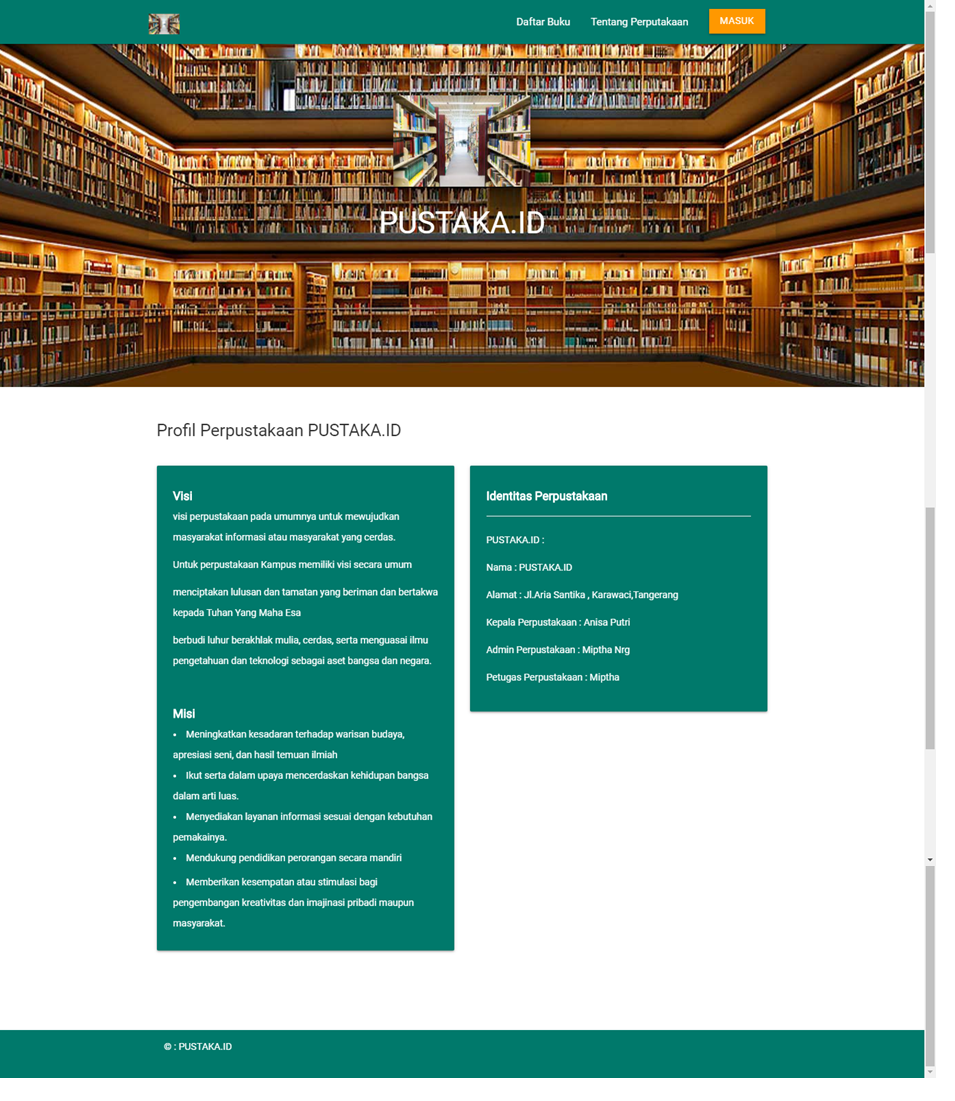 Daftar Buku
Tentang Perputakaan
MASUK
PUSTAKA.ID
Profil Perpustakaan PUSTAKA.ID
Visi
visi perpustakaan pada umumnya untuk mewujudkan
masyarakat informasi atau masyarakat yang cerdas.
Untuk perpustakaan Kampus memiliki visi secara umum
menciptakan lulusan dan tamatan yang beriman dan bertakwa
kepada Tuhan Yang Maha Esa
berbudi luhur berakhlak mulia, cerdas, serta menguasai ilmu
pengetahuan dan teknologi sebagai aset bangsa dan negara.
Misi
• Meningkatkan kesadaran terhadap warisan budaya,
apresiasi seni, dan hasil temuan ilmiah
• Ikut serta dalam upaya mencerdaskan kehidupan bangsa
dalam arti luas.
• Menyediakan layanan informasi sesuai dengan kebutuhan
pemakainya.
• Mendukung pendidikan perorangan secara mandiri
• Memberikan kesempatan atau stimulasi bagi
pengembangan kreativitas dan imajinasi pribadi maupun
masyarakat.
Identitas Perpustakaan
PUSTAKA.ID :
Nama : PUSTAKA.ID
Alamat : Jl.Aria Santika , Karawaci,Tangerang
Kepala Perpustakaan : Anisa Putri
Admin Perpustakaan : Miptha Nrg
Petugas Perpustakaan : Miptha
© : PUSTAKA.ID